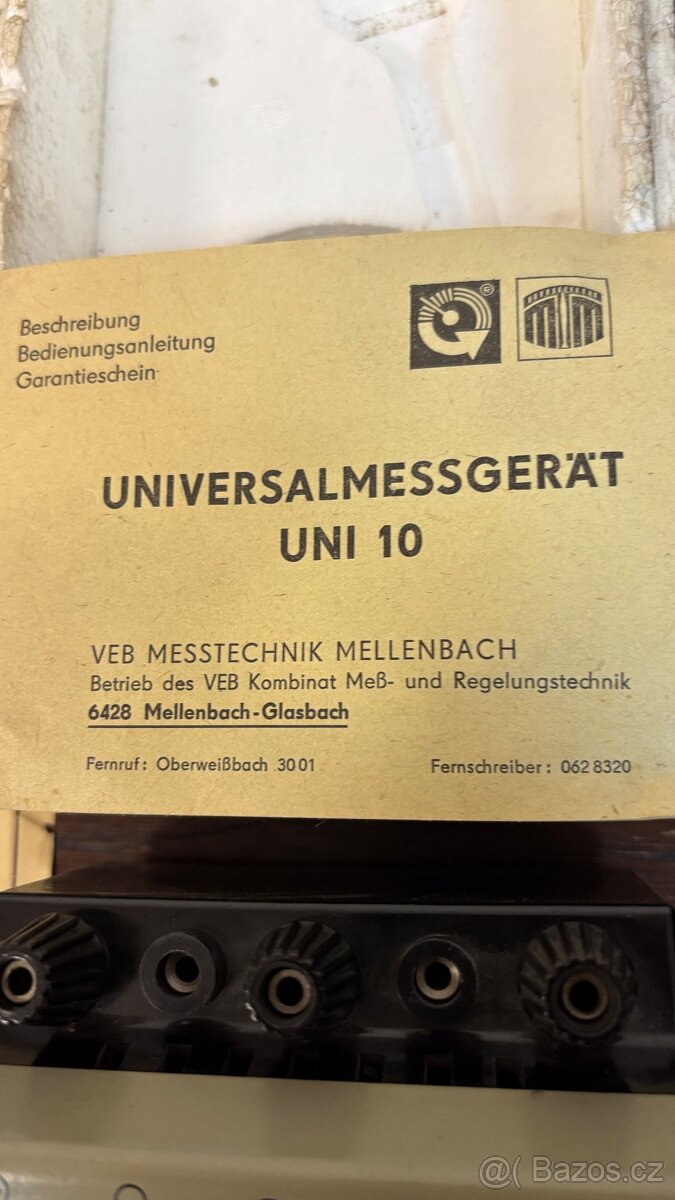 Beschreibung
Bedienungsanleitung
Garantieschein
®
MTM
UNIVERSALMESSGERÄT
UNI 10
VEB MESSTECHNIK MELLENBACH
Betrieb des VEB Kombinat Meß- und Regelungstechnik
6428 Mellenbach-Glasbach
Fernruf: Oberweißbach 3001
Fernschreiber: 062 8320
@( Bazos.cz